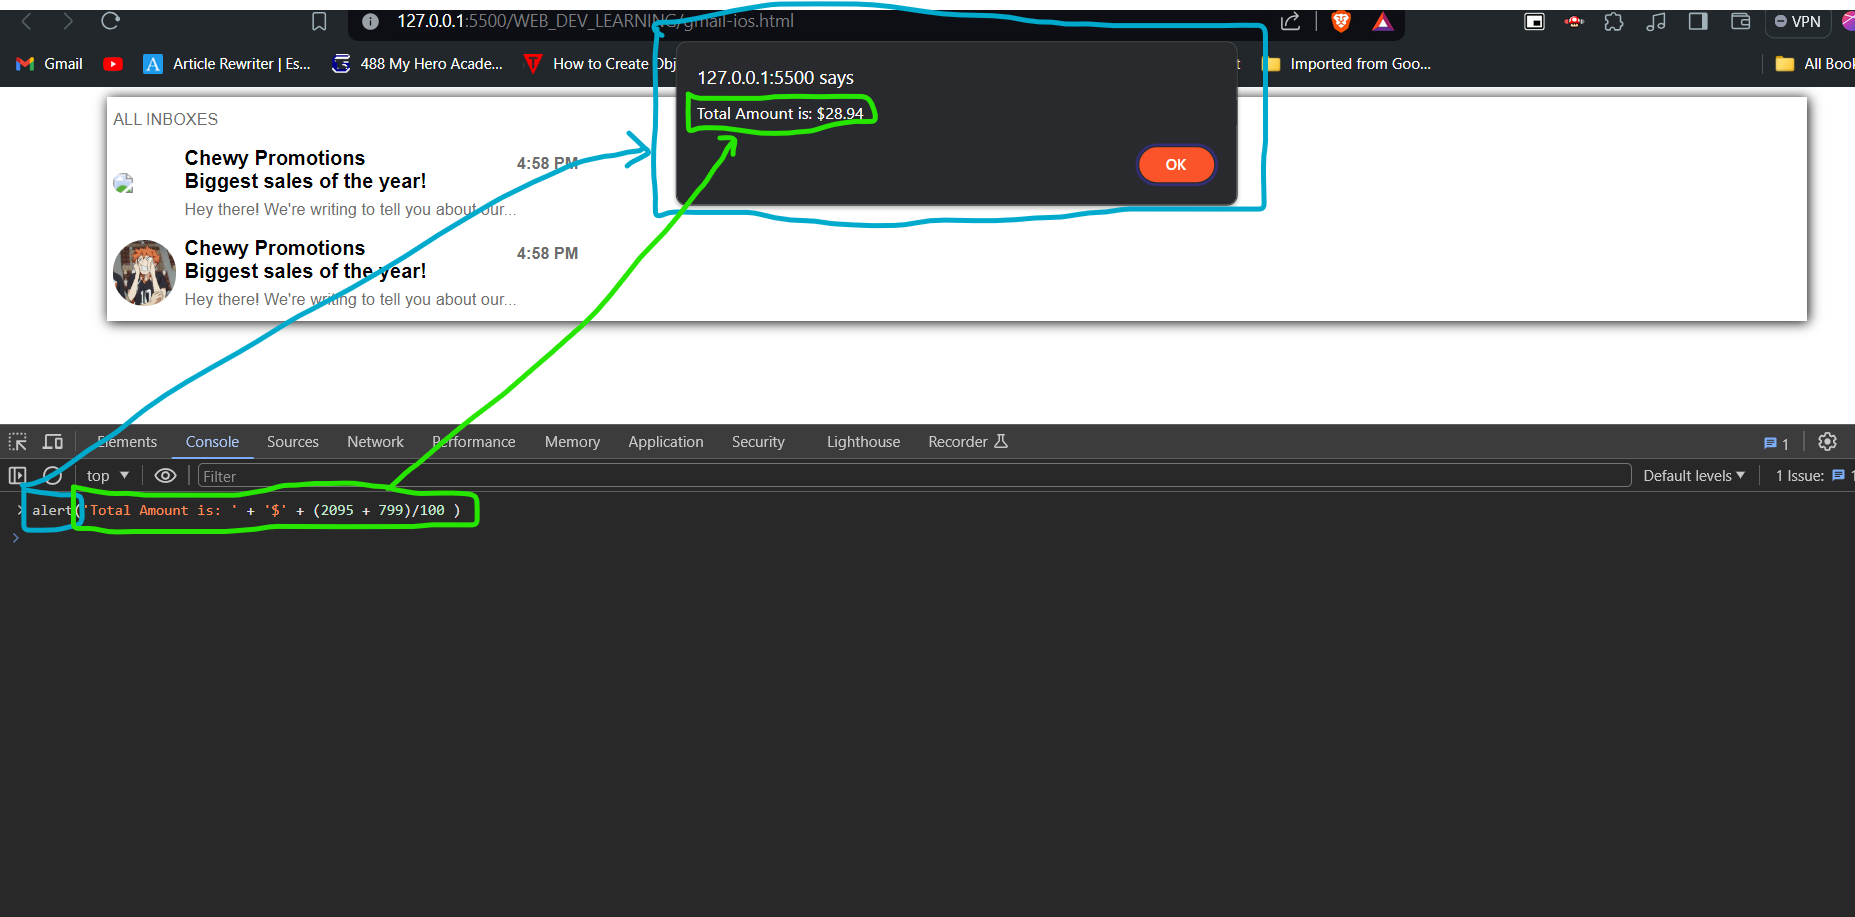 127.0.0.1:5500/WEB_DEV_LEARNING/gmail-ios.html
VPN
Gmail
A Article Rewriter | Es...
488 My Hero Acade...
How to Create Obj
t
Imported from Goo...
All Book
127.0.0.1:5500 says
Total Amount is: $28.94
OK
ALL INBOXES
Chewy Promotions
4:58 PM
Biggest sales of the year!
Hey there! We're writing to tell you about our...
Chewy Promotions
4:58 PM
Biggest sales of the year!
Hey there! We're writing to tell you about our...
Elements Console Sources Network Performance Memory Application Security Lighthouse Recorder
1
top
Filter
Default levels
1 Issue:
1
> alert('Total Amount is: ' + '$' + (2095 + 799)/100 )
>